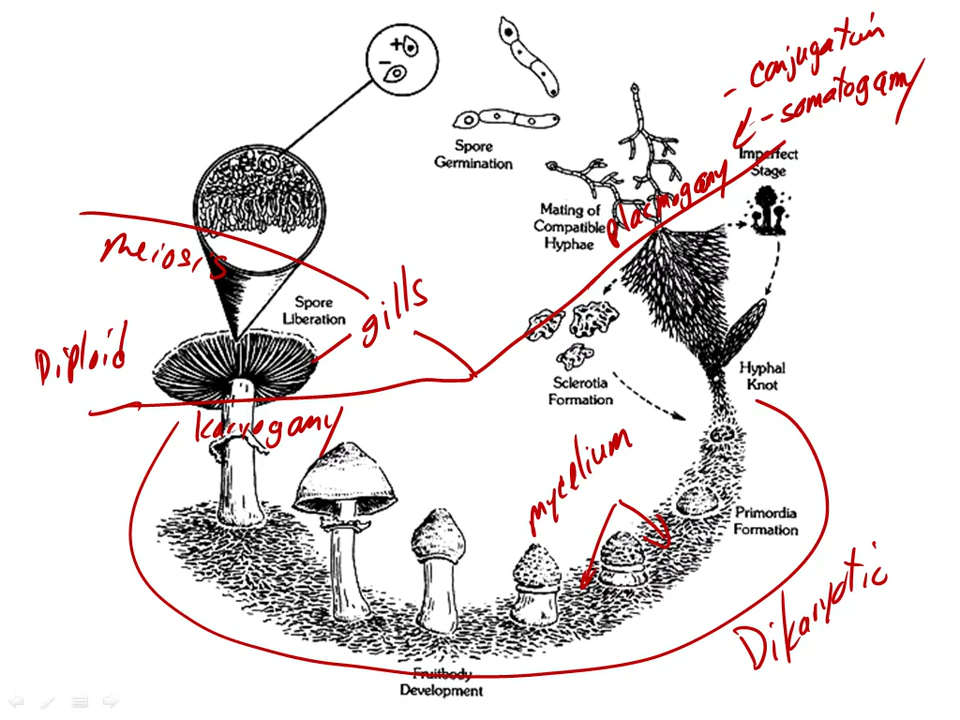 +
-
Spore
Germination
- conjugation
- somatogamy
Imperfect
Stage
Mating of
Compatible
Hyphae
plasmogamy
meiosis
Spore
Liberation
gills
Diploid
Sclerotia
Formation
Hyphal
Knot
karyogamy
mycelium
Primordia
Formation
Dikaryotic
Fruitbody
Development